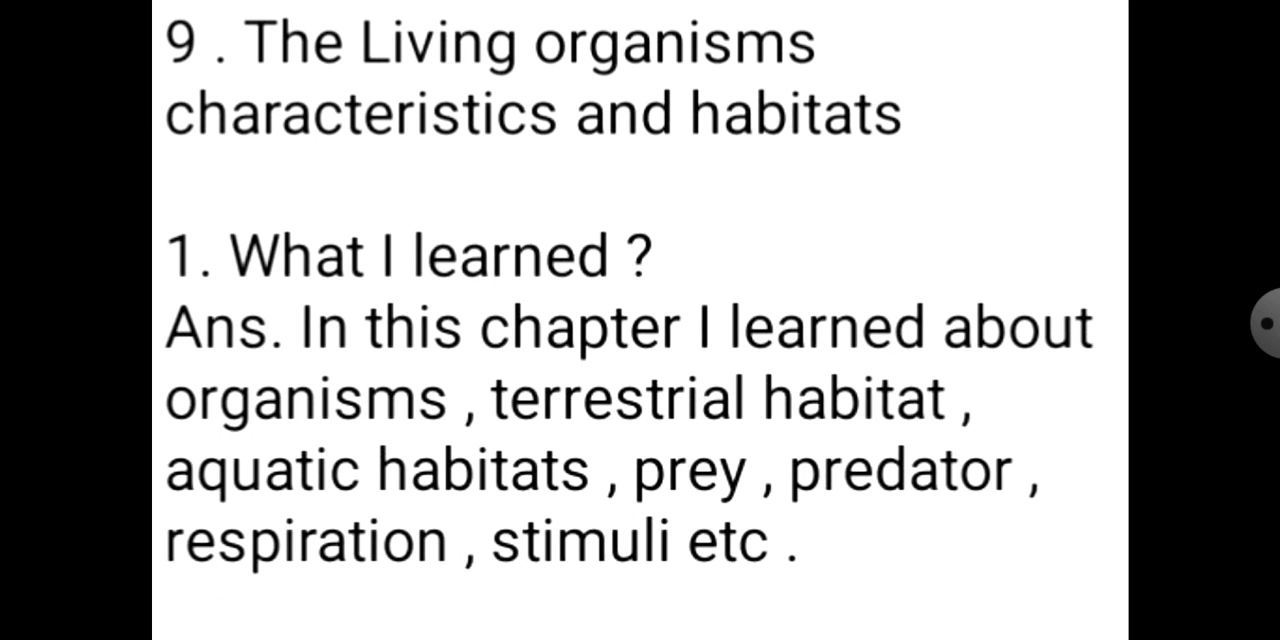 9 . The Living organisms
characteristics and habitats
1. What I learned ?
Ans. In this chapter I learned about
organisms , terrestrial habitat ,
aquatic habitats , prey , predator ,
respiration , stimuli etc .